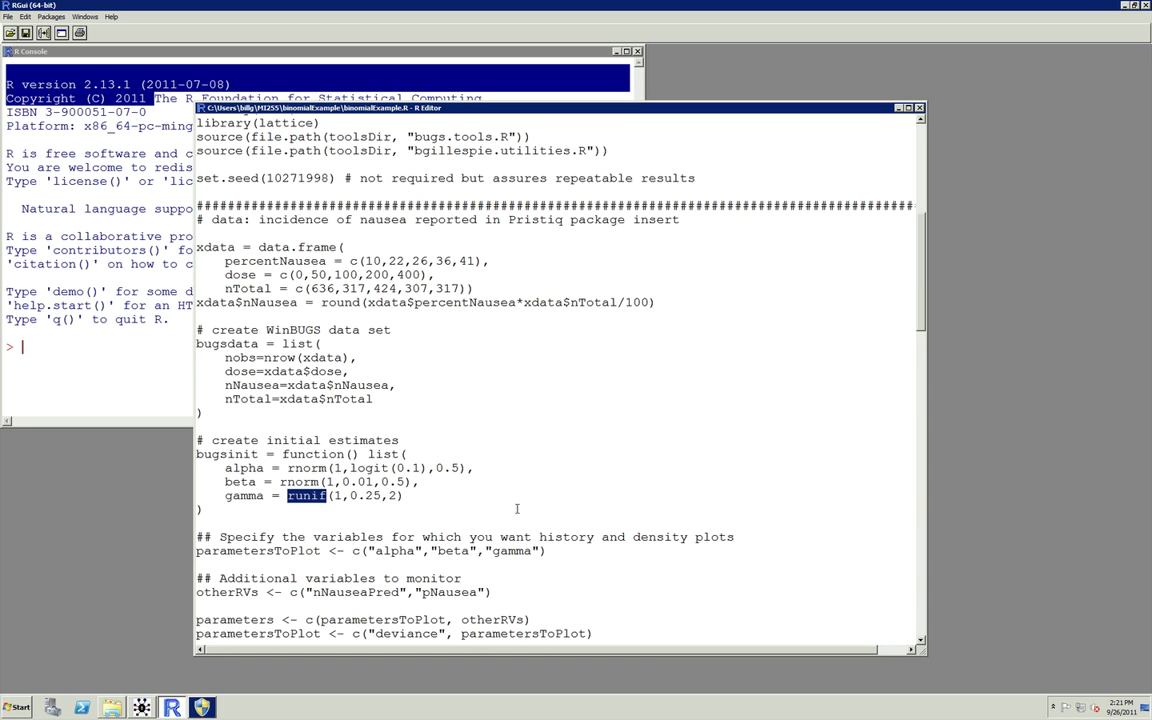 RGui (64-bit)
File Edit Packages Windows Help
R Console
R version 2.13.1 (2011-07-08)
Copyright (C) 2011 The R Foundation for Statistical Computing
ISBN 3-900051-07-0
Platform: x86_64-pc-ming
R is free software and c
You are welcome to redis
Type 'license()' or 'lic
Natural language suppo
R is a collaborative pro
Type 'contributors()' fo
'citation()' on how to c
Type 'demo()' for some d
'help.start()' for an HT
Type 'q()' to quit R.
>
C:\Users\billg\MI255\binomialExample\binomialExample.R - R Editor
library(lattice)
source(file.path(toolsDir, "bugs.tools.R"))
source(file.path(toolsDir, "bgillespie.utilities.R"))
set.seed(10271998) # not required but assures repeatable results
###########################################################################################
# data: incidence of nausea reported in Pristiq package insert
xdata = data.frame(
percentNausea = c(10,22,26,36,41),
dose = c(0,50,100,200,400),
nTotal = c(636,317,424,307,317))
xdata$nNausea = round(xdata$percentNausea*xdata$nTotal/100)
# create WinBUGS data set
bugsdata = list(
nobs=nrow(xdata),
dose=xdata$dose,
nNausea=xdata$nNausea,
nTotal=xdata$nTotal
)
# create initial estimates
bugsinit = function() list(
alpha = rnorm(1,logit(0.1),0.5),
beta = rnorm(1,0.01,0.5),
gamma = runif(1,0.25,2)
)
## Specify the variables for which you want history and density plots
parametersToPlot <- c("alpha","beta","gamma")
## Additional variables to monitor
otherRVs <- c("nNauseaPred","pNausea")
parameters <- c(parametersToPlot, otherRVs)
parametersToPlot <- c("deviance", parametersToPlot)
Start
2:21 PM
9/26/2011